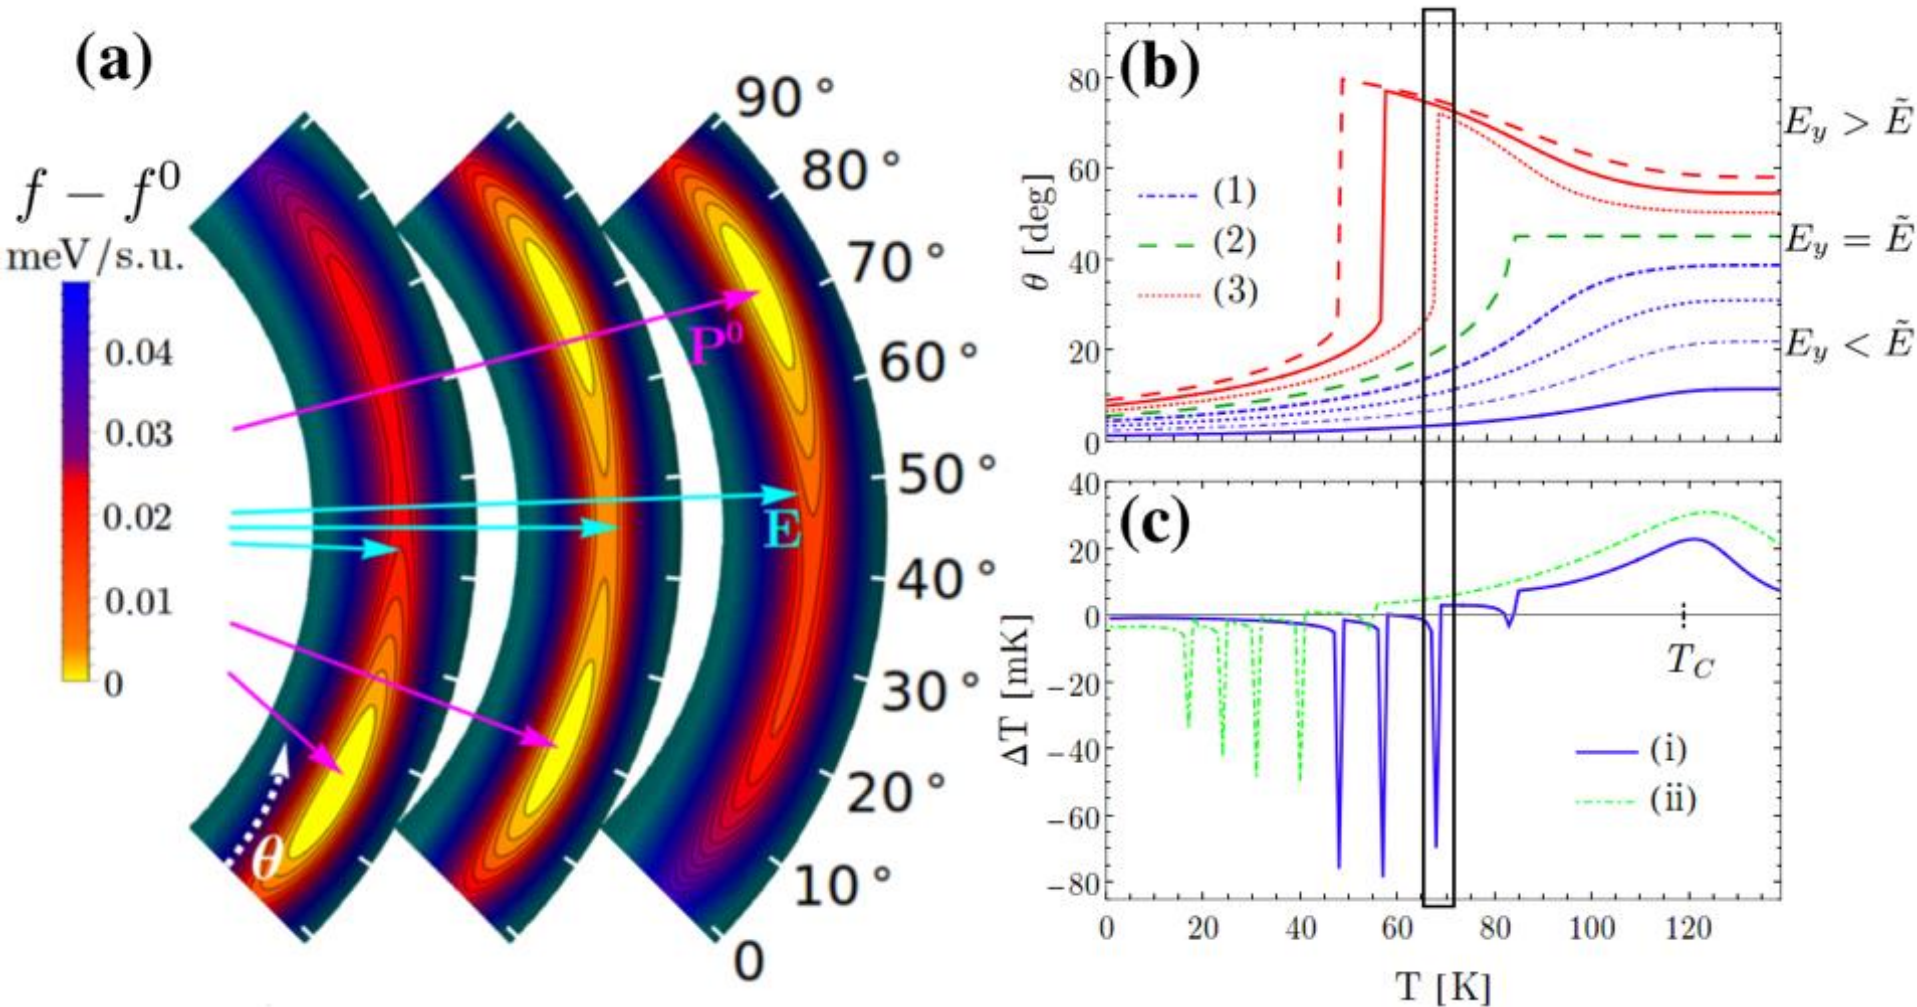 (a)
f − f⁰
meV/s.u.
0.04
0.03
0.02
0.01
0
90°
80°
70°
60°
50°
40°
30°
20°
10°
0
P⁰
E
θ
(b)
θ [deg]
80
60
40
20
0
(1)
(2)
(3)
E_y > Ẽ
E_y = Ẽ
E_y < Ẽ
(c)
ΔT [mK]
40
20
0
−20
−40
−60
−80
T_C
(i)
(ii)
0 20 40 60 80 100 120
T [K]